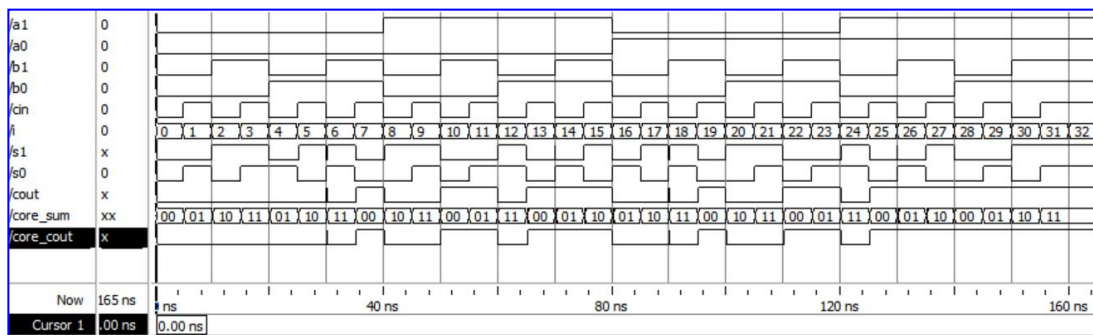 /a1 0
/a0 0
/b1 0
/b0 0
/cin 0
/i 0 0 1 2 3 4 5 6 7 8 9 10 11 12 13 14 15 16 17 18 19 20 21 22 23 24 25 26 27 28 29 30 31 32
/s1 x
/s0 0
/cout x
/core_sum xx 00 01 10 11 01 10 11 00 10 11 00 01 11 00 01 10 01 10 11 00 10 11 00 01 11 00 01 10 00 01 10 11
/core_cout x
Now 165 ns ns 40 ns 80 ns 120 ns 160 ns
Cursor 1 .00 ns 0.00 ns